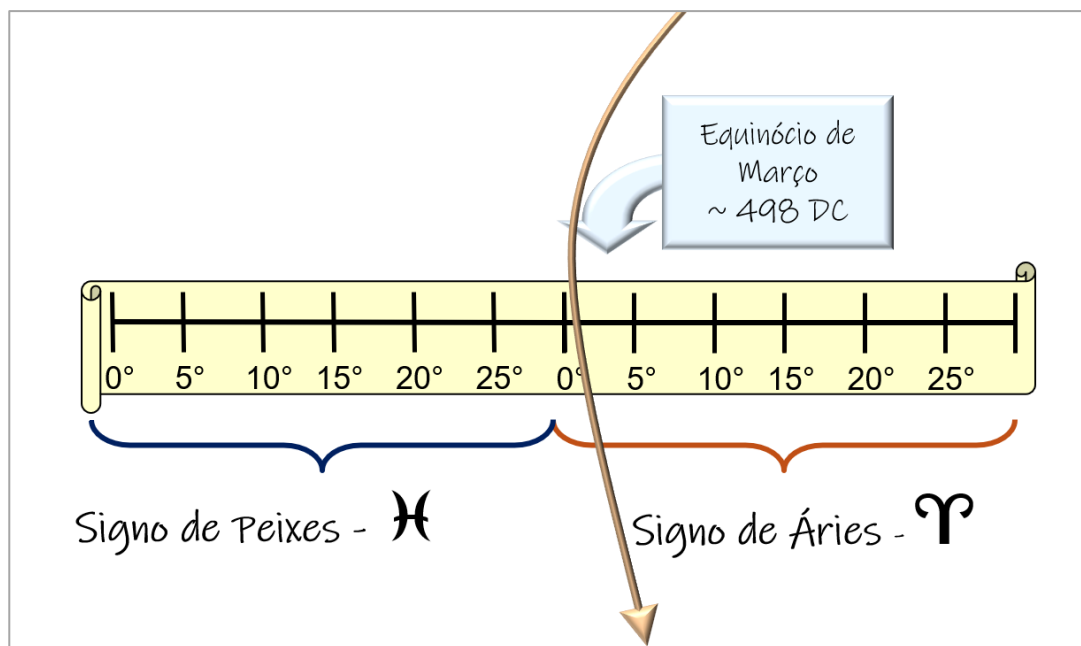 Equinócio de
Março
~ 498 DC
0° 5° 10° 15° 20° 25° 0° 5° 10° 15° 20° 25°
Signo de Peixes - ♓ Signo de Áries - ♈